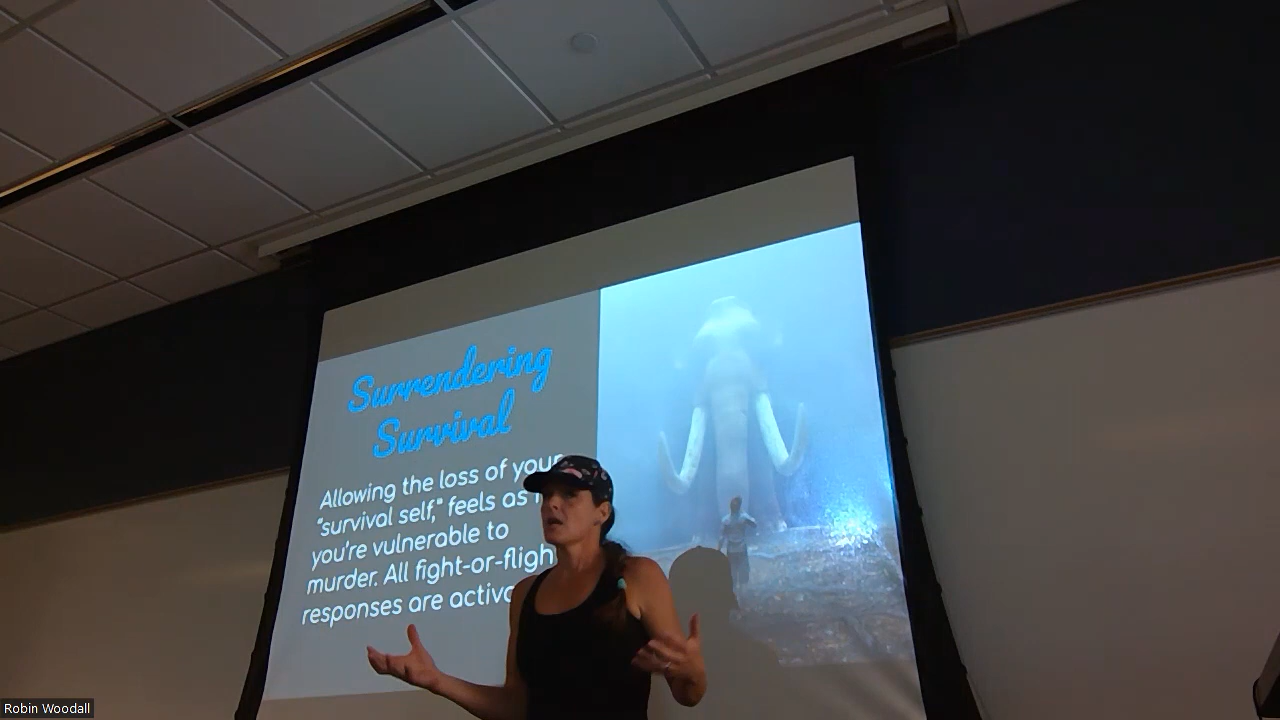 Surrendering
Survival
Allowing the loss of your
"survival self," feels as
you're vulnerable to
murder. All fight-or-fligh
responses are activ
Robin Woodall